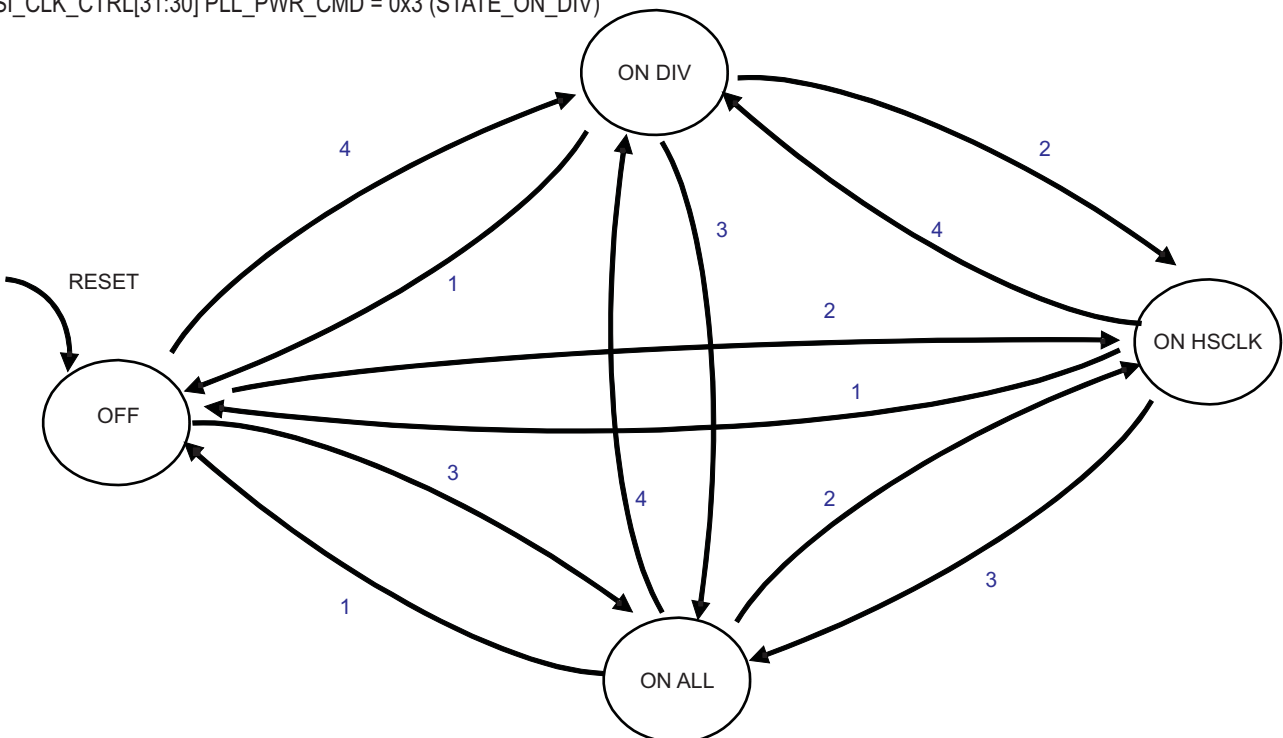 SI_CLK_CTRL[31:30] PLL_PWR_CMD = 0x3 (STATE_ON_DIV)
ON DIV
4
2
3
4
1
RESET
2
ON HSCLK
1
OFF
3
4
2
3
1
ON ALL